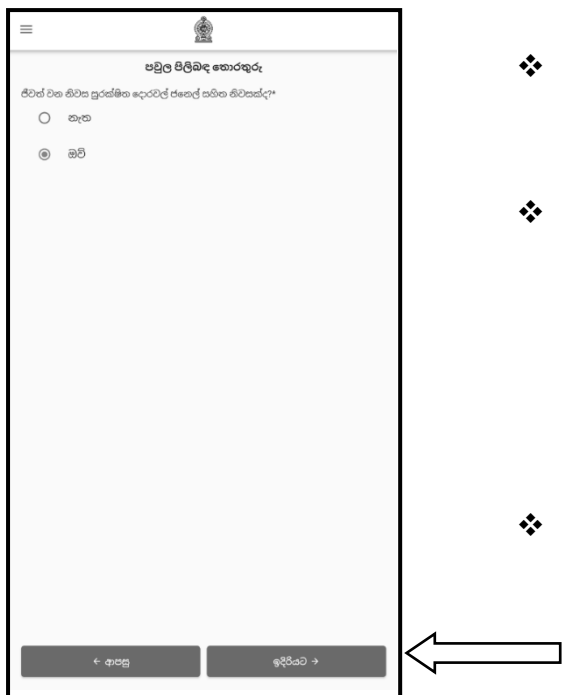 පවුල පිලිබඳ තොරතුරු
ජීවත් වන නිවස සුරක්ෂිත දොරවල් ජනෙල් සහිත නිවසක්ද?*
නැත
ඔව්
← ආපසු
ඉදිරියට →